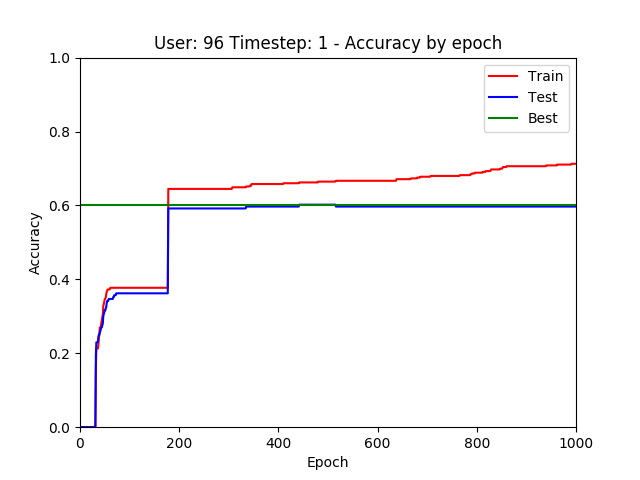 User: 96 Timestep: 1 - Accuracy by epoch
1.0
0.8
0.6
0.4
0.2
0.0
Accuracy
Train
Test
Best
0 200 400 600 800 1000
Epoch